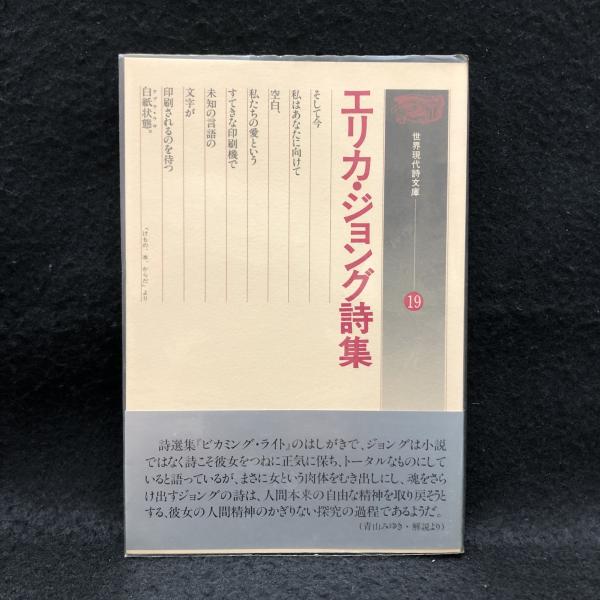 世界現代詩文庫
19
エリカ・ジョング詩集
そして今
私はあなたに向けて
空白、
私たちの愛という
すてきな印刷機で
未知の言語の
文字が
印刷されるのを待つ
白紙状態。
「けもの、本、からだ」より
詩選集『ビカミング・ライト』のはしがきで、ジョングは小説
ではなく詩こそ彼女をつねに正気に保ち、トータルなものにして
いると語っているが、まさに女という肉体をむき出しにし、魂をさら
け出すジョングの詩は、人間本来の自由な精神を取り戻そうと
する、彼女の人間精神のかぎりない探究の過程であるようだ。
(青山みゆき・解説より)